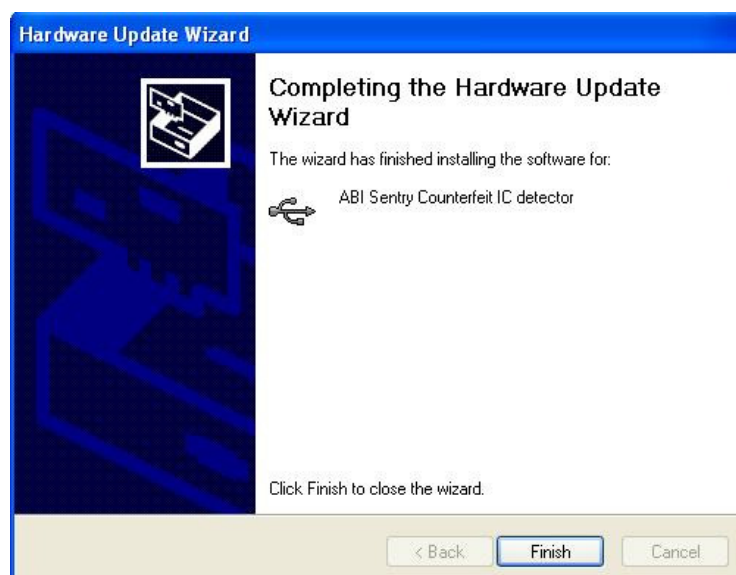 Hardware Update Wizard
Completing the Hardware Update
Wizard
The wizard has finished installing the software for:
ABI Sentry Counterfeit IC detector
Click Finish to close the wizard.
< Back
Finish
Cancel